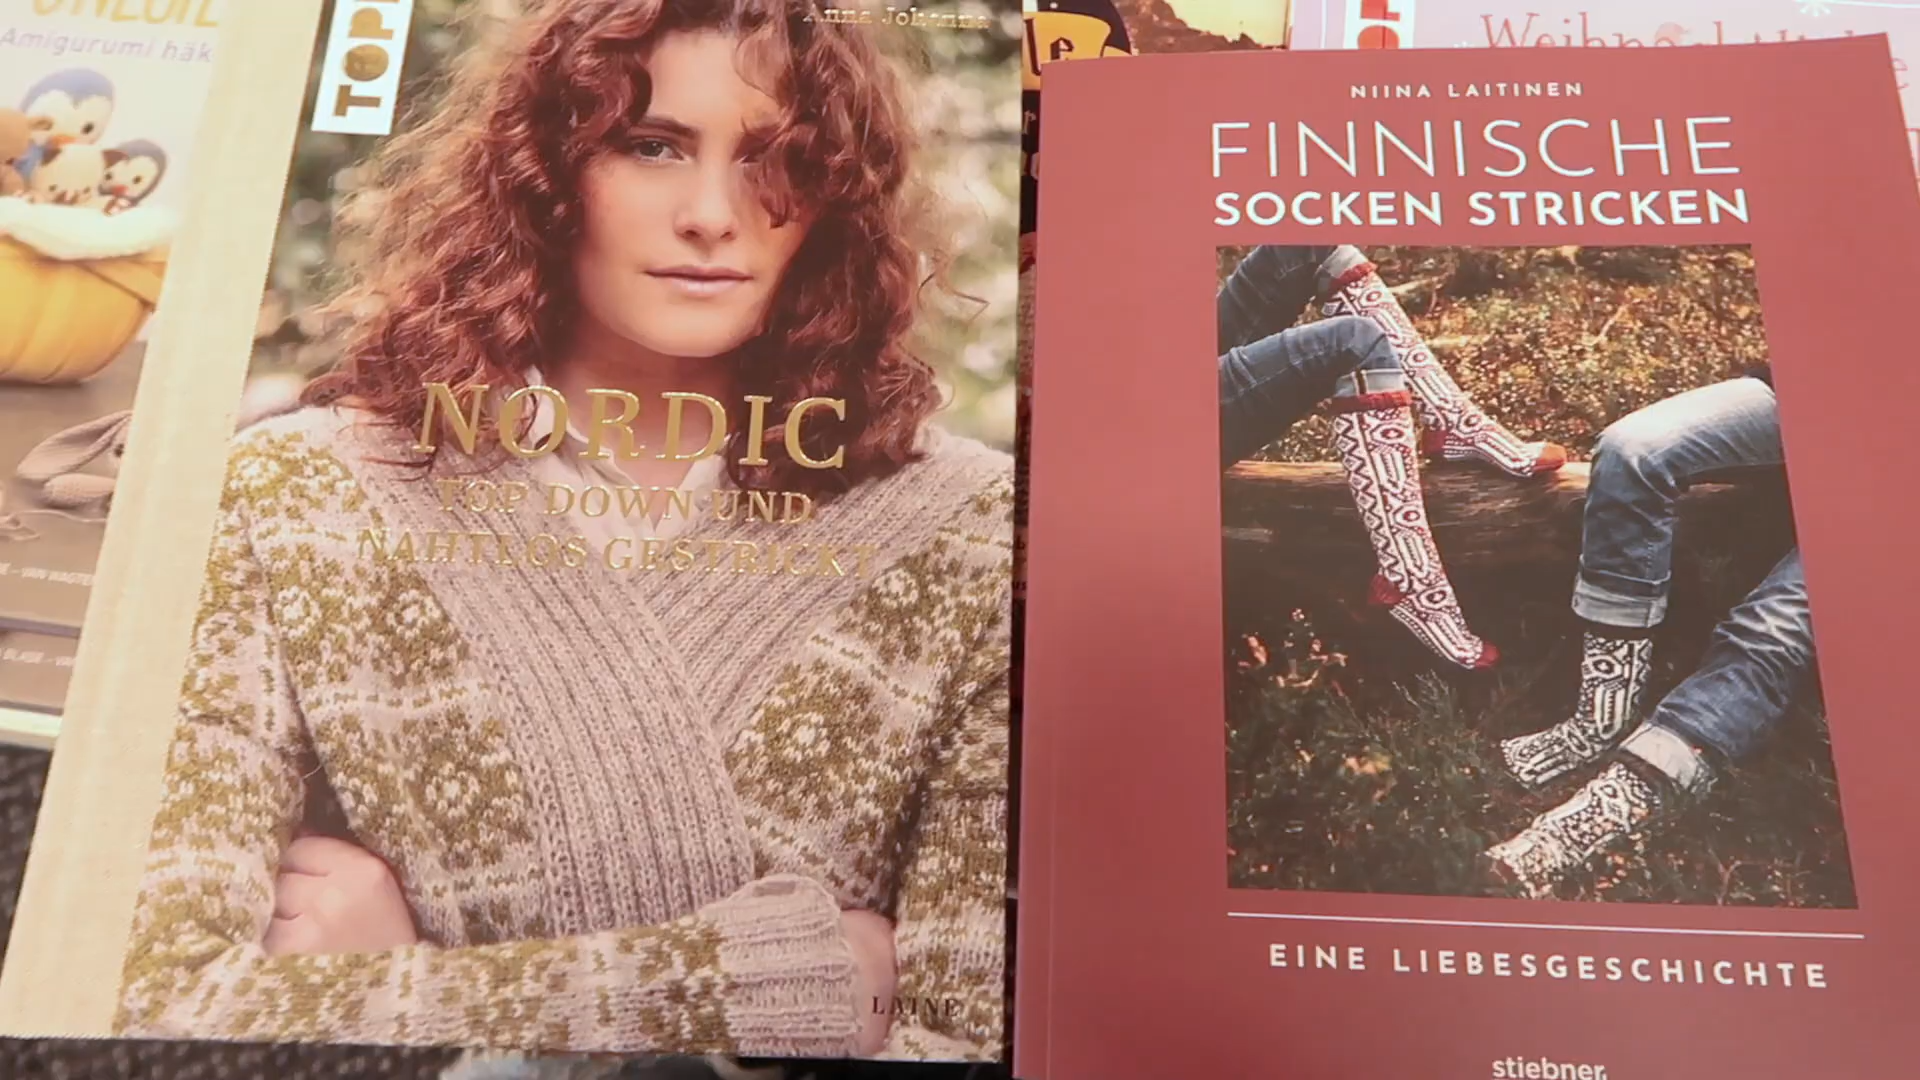 Amigurumi häk
TOPP
Anna Johanna
NORDIC
TOP DOWN UND
NAHTLOS GESTRICKT
LAINE
NIINA LAITINEN
FINNISCHE
SOCKEN STRICKEN
EINE LIEBESGESCHICHTE
stiebner